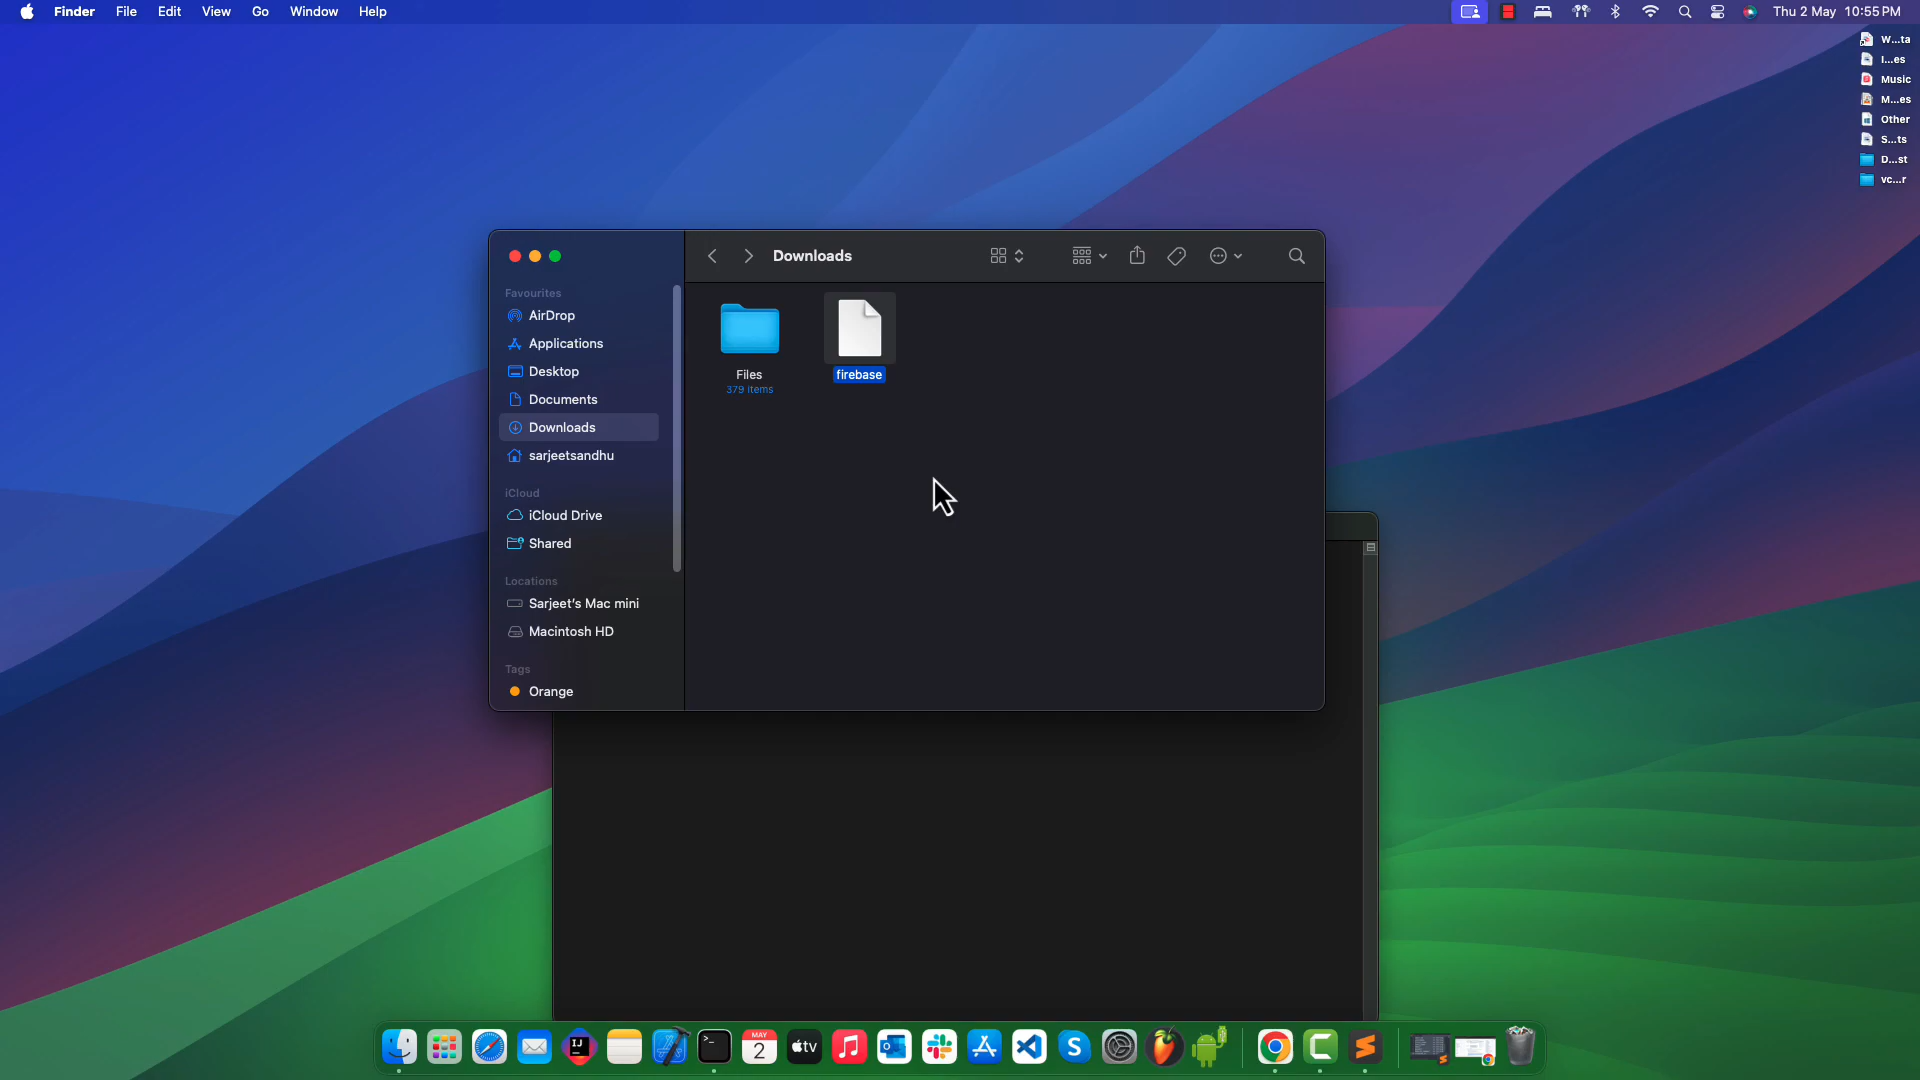 Finder File Edit View Go Window Help
Thu 2 May 10:55 PM
W...ta
I...es
Music
M...es
Other
S...ts
D...st
vc...r
Downloads
Favourites
AirDrop
Applications
Desktop
Documents
Downloads
sarjeetsandhu
iCloud
iCloud Drive
Shared
Locations
Sarjeet's Mac mini
Macintosh HD
Tags
Orange
Files
379 items
firebase
IJ
MAY
2
tv
S